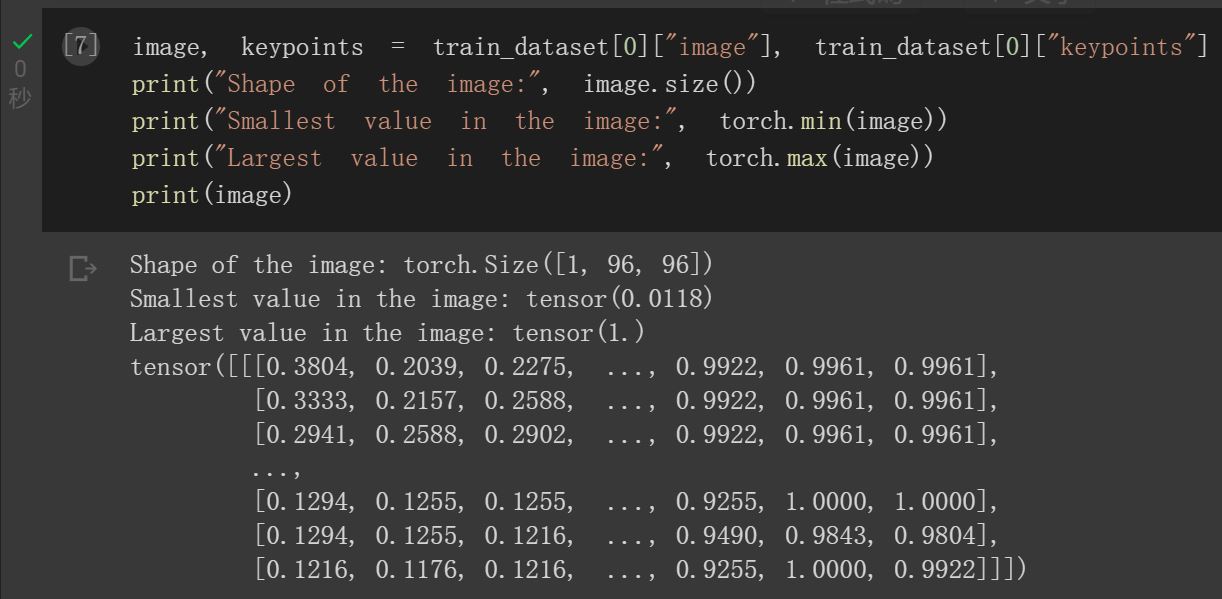 [7] image, keypoints = train_dataset[0]["image"], train_dataset[0]["keypoints"]
print("Shape of the image:", image.size())
print("Smallest value in the image:", torch.min(image))
print("Largest value in the image:", torch.max(image))
print(image)
0
秒
Shape of the image: torch.Size([1, 96, 96])
Smallest value in the image: tensor(0.0118)
Largest value in the image: tensor(1.)
tensor([[[0.3804, 0.2039, 0.2275, ..., 0.9922, 0.9961, 0.9961],
[0.3333, 0.2157, 0.2588, ..., 0.9922, 0.9961, 0.9961],
[0.2941, 0.2588, 0.2902, ..., 0.9922, 0.9961, 0.9961],
...,
[0.1294, 0.1255, 0.1255, ..., 0.9255, 1.0000, 1.0000],
[0.1294, 0.1255, 0.1216, ..., 0.9490, 0.9843, 0.9804],
[0.1216, 0.1176, 0.1216, ..., 0.9255, 1.0000, 0.9922]]])